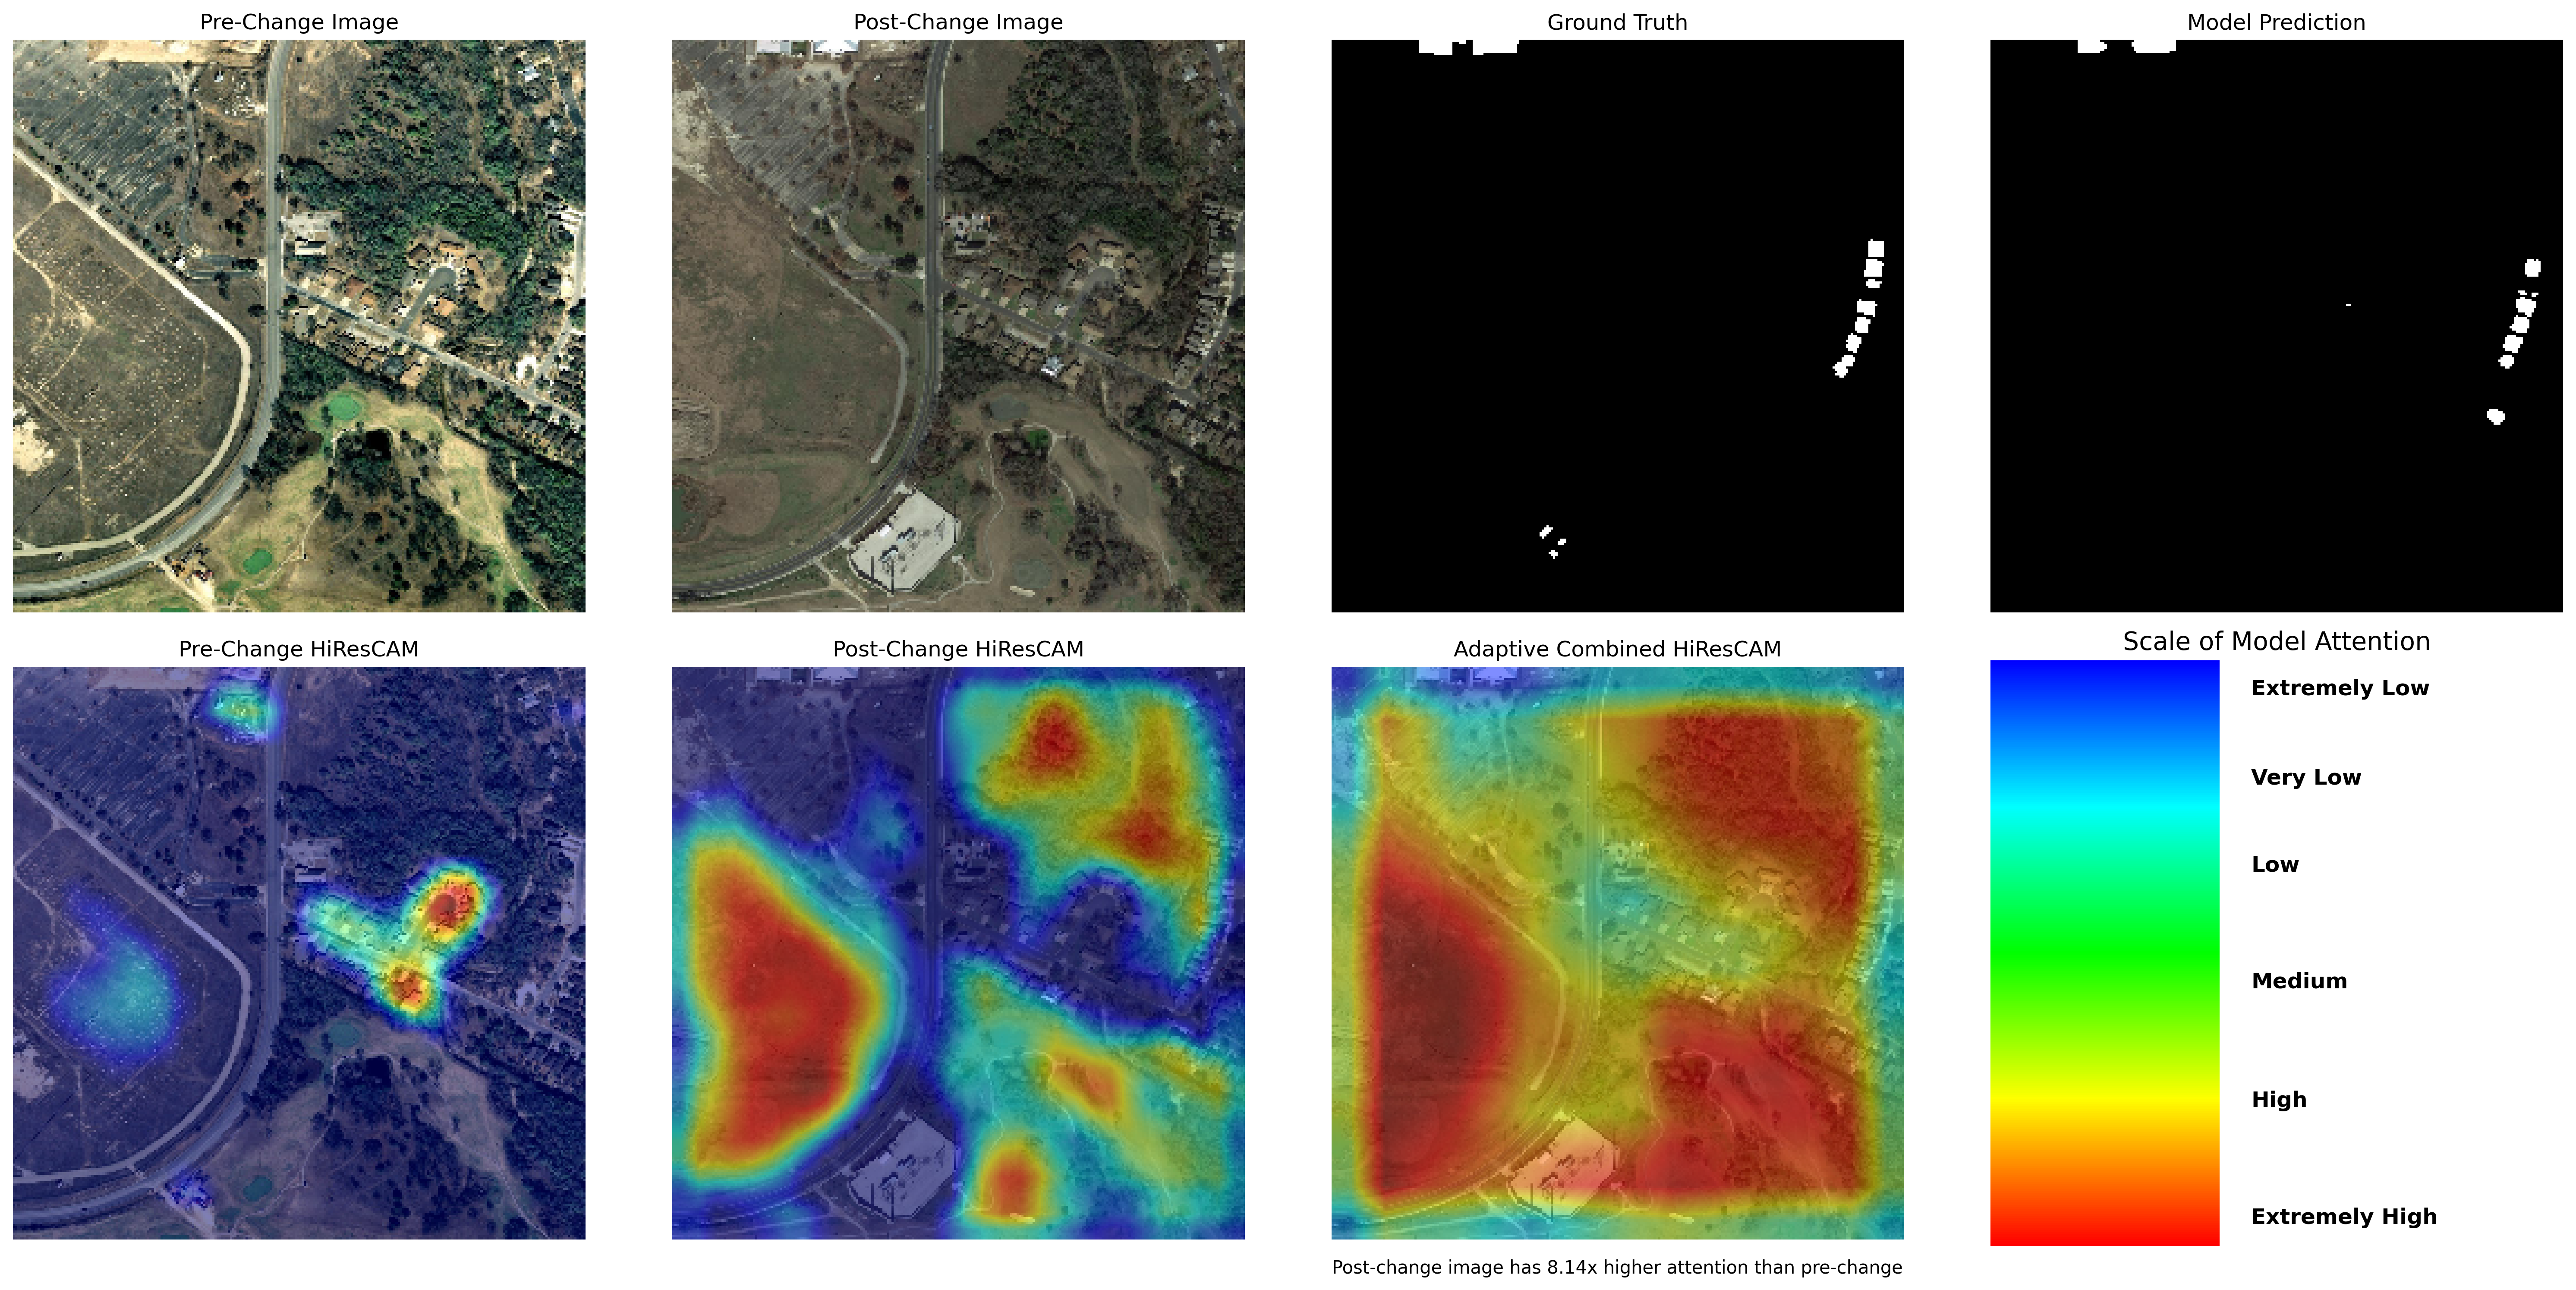 Pre-Change Image
Post-Change Image
Ground Truth
Model Prediction
Pre-Change HiResCAM
Post-Change HiResCAM
Adaptive Combined HiResCAM
Scale of Model Attention
Extremely Low
Very Low
Low
Medium
High
Extremely High
Post-change image has 8.14x higher attention than pre-change